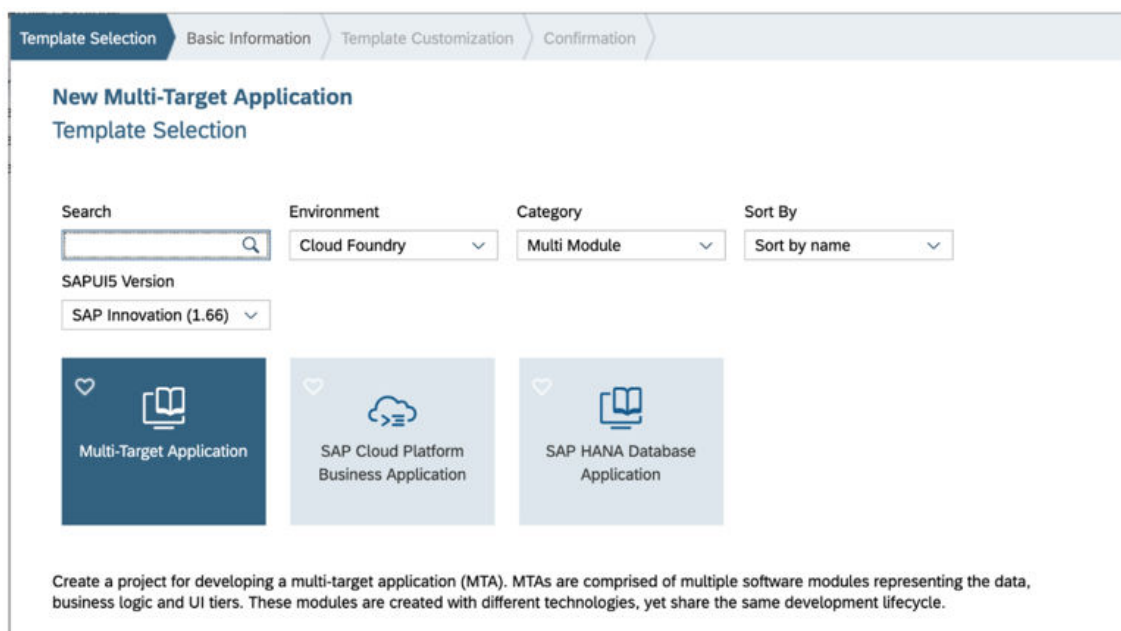 Template Selection
Basic Information
Template Customization
Confirmation
New Multi-Target Application
Template Selection
Search
Environment
Category
Sort By
Cloud Foundry
Multi Module
Sort by name
SAPUI5 Version
SAP Innovation (1.66)
Multi-Target Application
SAP Cloud Platform
Business Application
SAP HANA Database
Application
Create a project for developing a multi-target application (MTA). MTAs are comprised of multiple software modules representing the data,
business logic and UI tiers. These modules are created with different technologies, yet share the same development lifecycle.